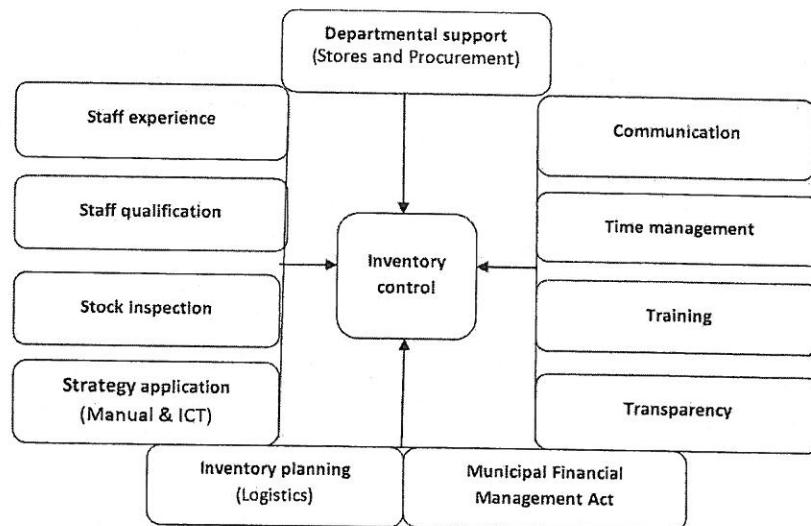 Departmental support
(Stores and Procurement)
Staff experience
Staff qualification
Stock inspection
Strategy application
(Manual & ICT)
Inventory
control
Communication
Time management
Training
Transparency
Inventory planning
(Logistics)
Municipal Financial
Management Act